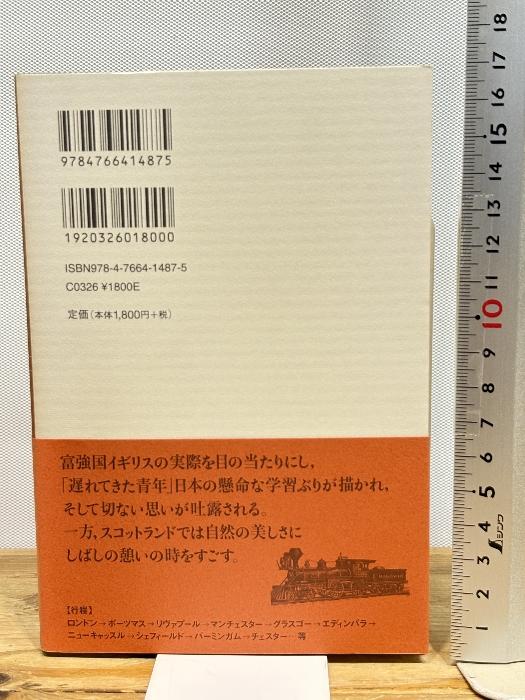 9784766414875
1920326018000
ISBN978-4-7664-1487-5
C0326 ¥1800E
定価(本体1,800円+税)
富強国イギリスの実際を目の当たりにし,
「遅れてきた青年」日本の懸命な学習ぶりが描かれ,
そして切ない思いが吐露される。
一方,スコットランドでは自然の美しさに
しばしの憩いの時をすごす。
【行程】
ロンドン→ポーツマス→リヴァプール→マンチェスター→グラスゴー→エディンバラ→
ニューキャッスル→シェフィールド→バーミンガム→チェスター…等
18
17
16
15
14
13
12
11
10
9
8
7
6
5
4
3
シンワ
2
1